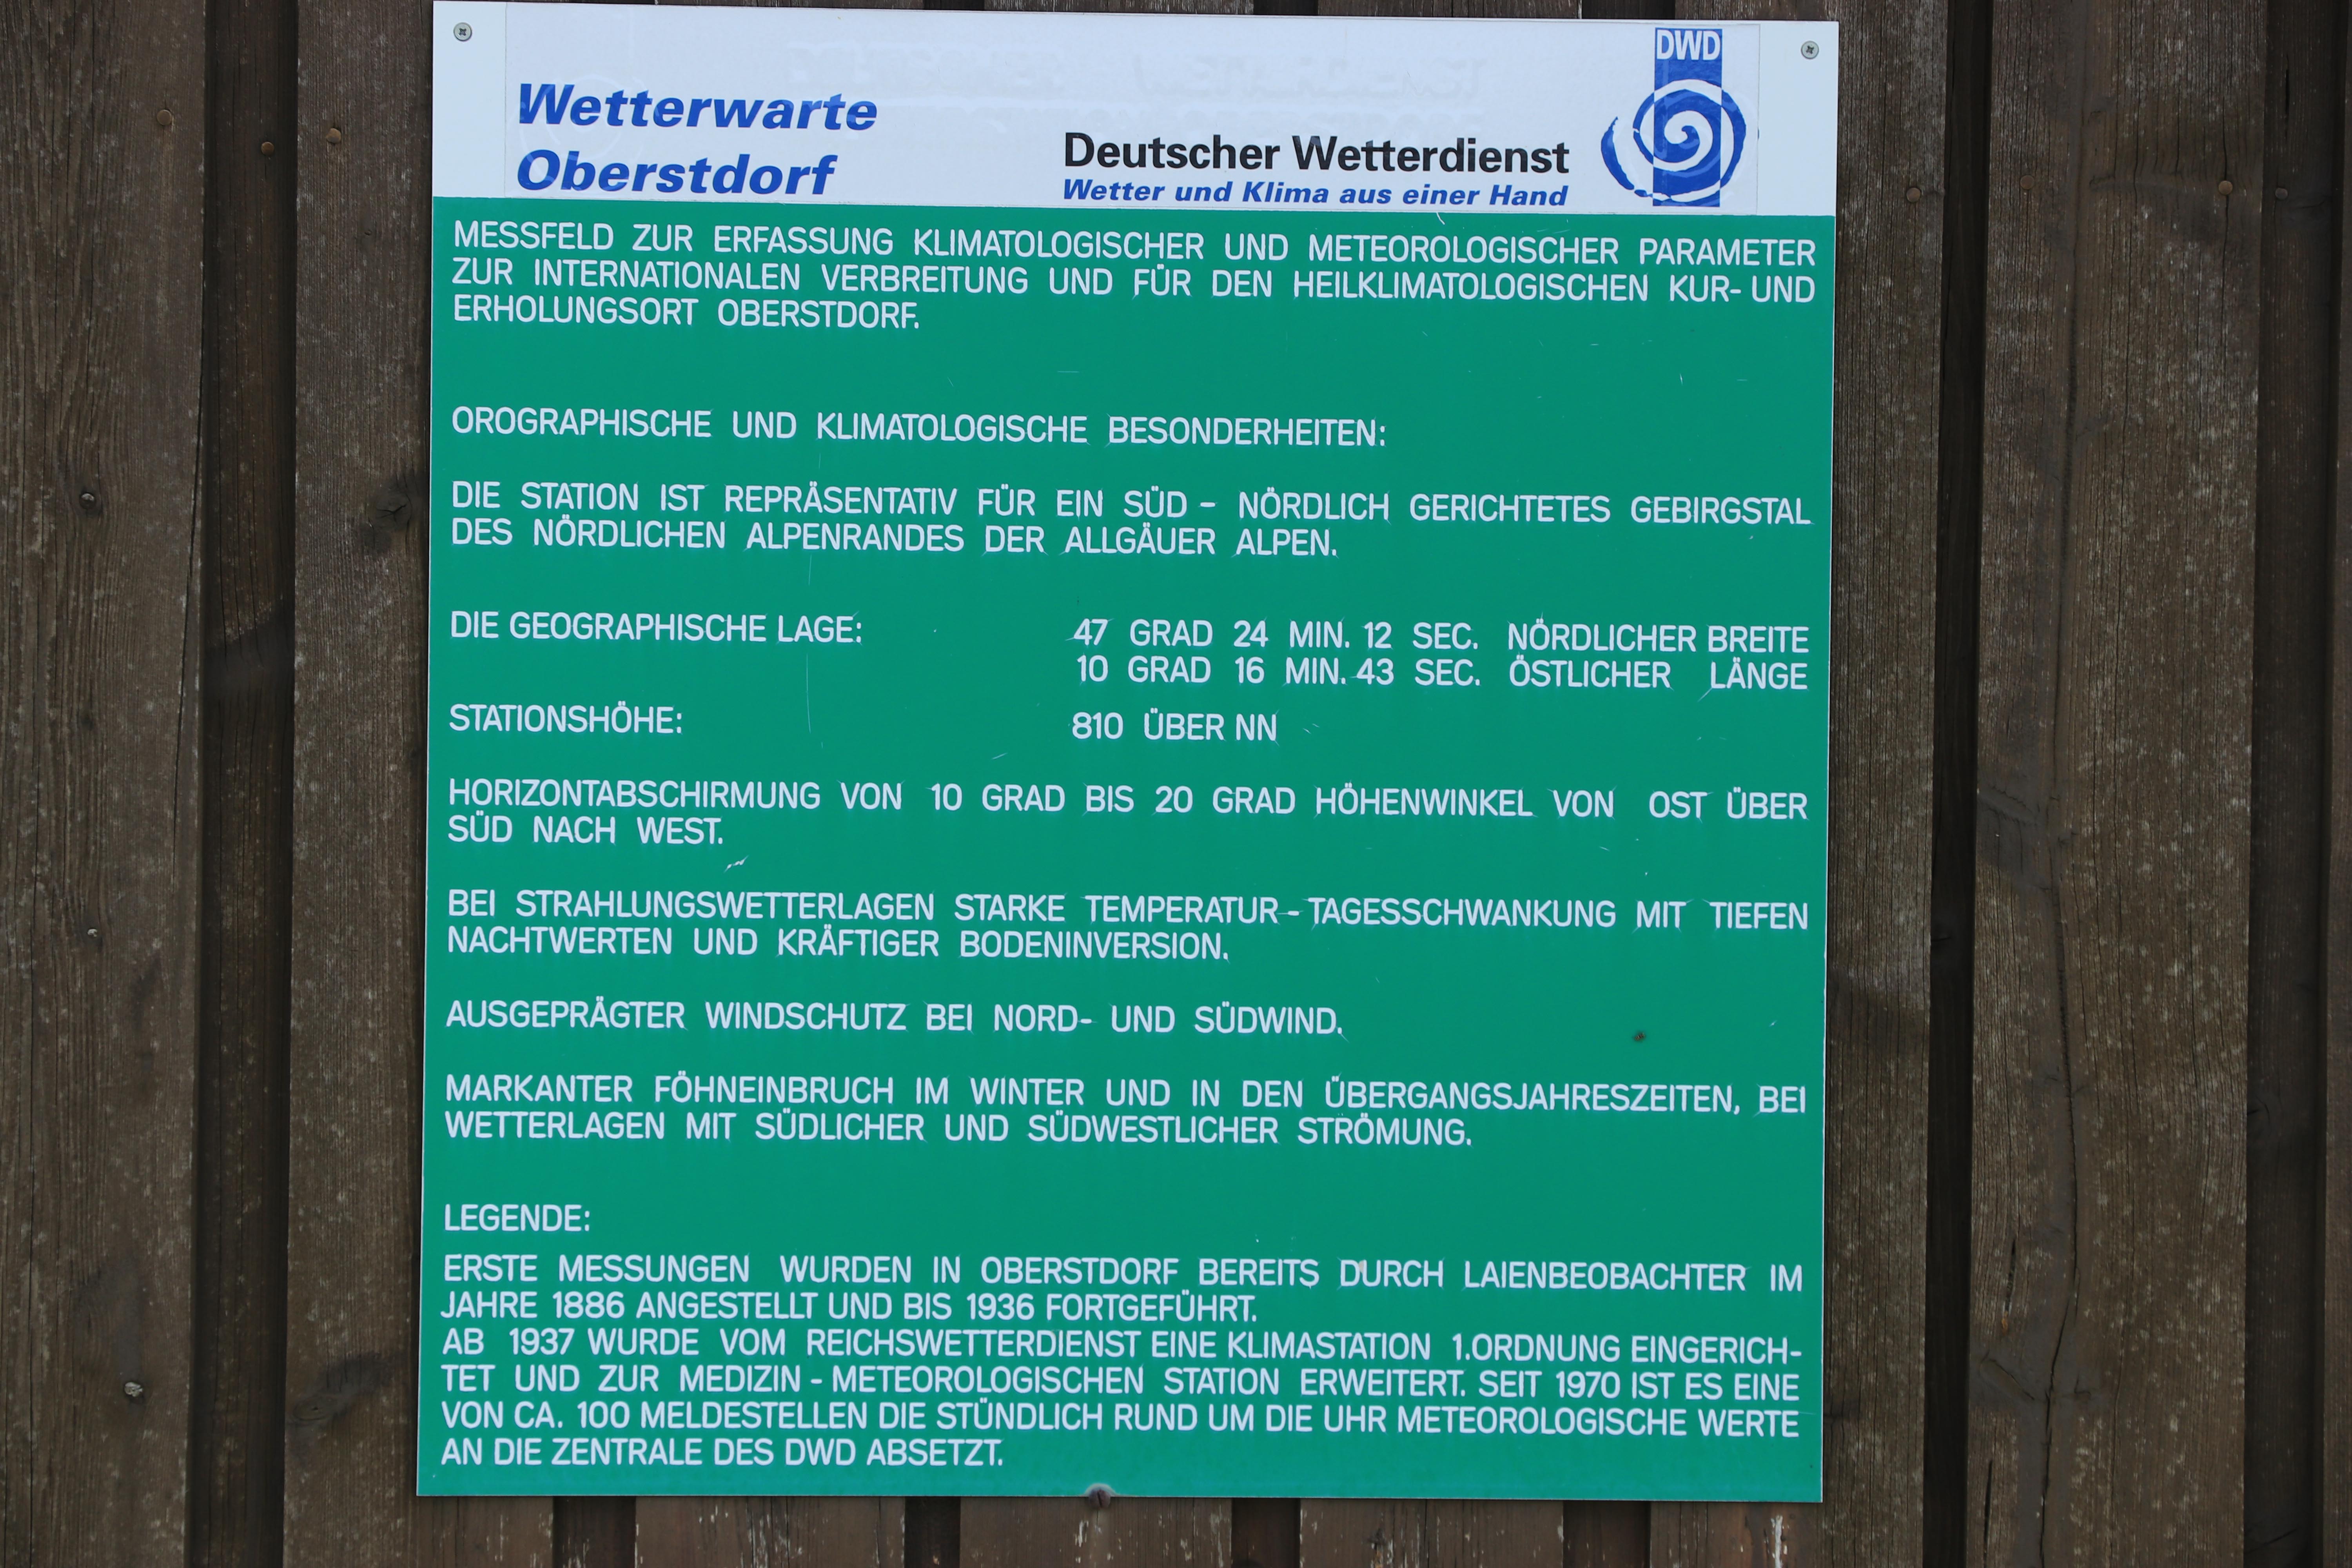 Wetterwarte
Oberstdorf
Deutscher Wetterdienst
Wetter und Klima aus einer Hand
DWD
MESSFELD ZUR ERFASSUNG KLIMATOLOGISCHER UND METEOROLOGISCHER PARAMETER
ZUR INTERNATIONALEN VERBREITUNG UND FÜR DEN HEILKLIMATOLOGISCHEN KUR- UND
ERHOLUNGSORT OBERSTDORF.
OROGRAPHISCHE UND KLIMATOLOGISCHE BESONDERHEITEN:
DIE STATION IST REPRÄSENTATIV FÜR EIN SÜD - NÖRDLICH GERICHTETES GEBIRGSTAL
DES NÖRDLICHEN ALPENRANDES DER ALLGÄUER ALPEN.
DIE GEOGRAPHISCHE LAGE: 47 GRAD 24 MIN. 12 SEC. NÖRDLICHER BREITE
10 GRAD 16 MIN. 43 SEC. ÖSTLICHER LÄNGE
STATIONSHÖHE: 810 ÜBER NN
HORIZONTABSCHIRMUNG VON 10 GRAD BIS 20 GRAD HÖHENWINKEL VON OST ÜBER
SÜD NACH WEST.
BEI STRAHLUNGSWETTERLAGEN STARKE TEMPERATUR-TAGESSCHWANKUNG MIT TIEFEN
NACHTWERTEN UND KRÄFTIGER BODENINVERSION.
AUSGEPRÄGTER WINDSCHUTZ BEI NORD- UND SÜDWIND.
MARKANTER FÖHNEINBRUCH IM WINTER UND IN DEN ÜBERGANGSJAHRESZEITEN, BEI
WETTERLAGEN MIT SÜDLICHER UND SÜDWESTLICHER STRÖMUNG.
LEGENDE:
ERSTE MESSUNGEN WURDEN IN OBERSTDORF BEREITS DURCH LAIENBEOBACHTER IM
JAHRE 1886 ANGESTELLT UND BIS 1936 FORTGEFÜHRT.
AB 1937 WURDE VOM REICHSWETTERDIENST EINE KLIMASTATION 1.ORDNUNG EINGERICH-
TET UND ZUR MEDIZIN - METEOROLOGISCHEN STATION ERWEITERT. SEIT 1970 IST ES EINE
VON CA. 100 MELDESTELLEN DIE STÜNDLICH RUND UM DIE UHR METEOROLOGISCHE WERTE
AN DIE ZENTRALE DES DWD ABSETZT.